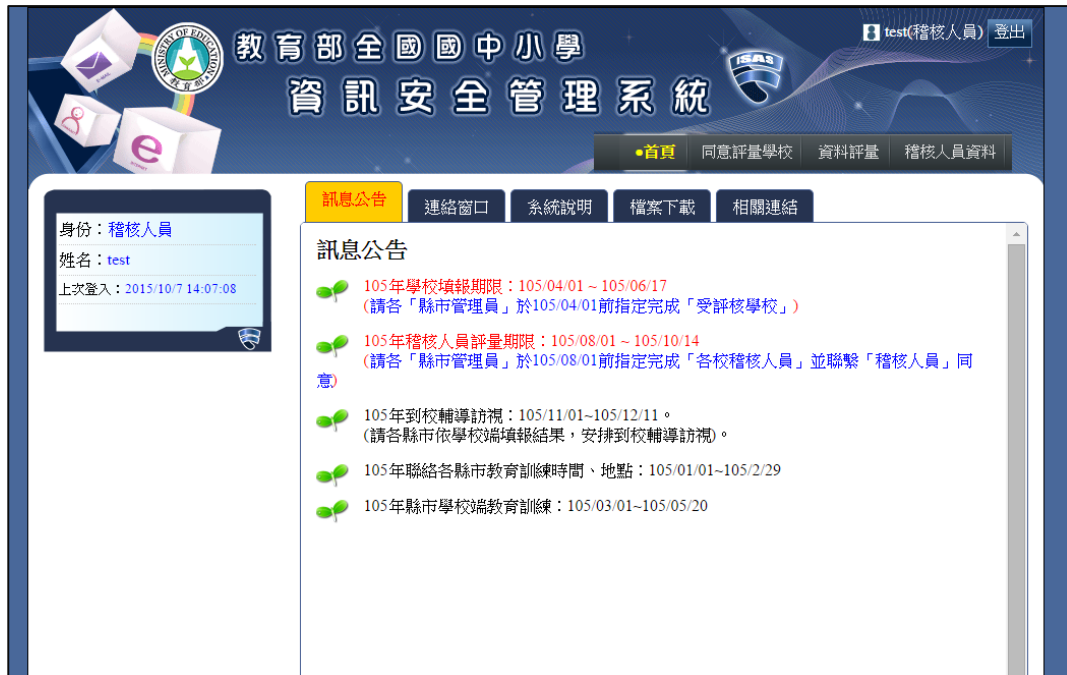 MINISTRY OF EDUCATION
教育部
教育部全國國中小學
資訊安全管理系統
ISAS
E-MAIL
e
test(稽核人員) 登出
•首頁 同意評量學校 資料評量 稽核人員資料
身份：稽核人員
姓名：test
上次登入：2015/10/7 14:07:08
訊息公告 連絡窗口 系統說明 檔案下載 相關連結
訊息公告
105年學校填報期限：105/04/01 ~ 105/06/17
(請各「縣市管理員」於105/04/01前指定完成「受評核學校」)
105年稽核人員評量期限：105/08/01 ~ 105/10/14
(請各「縣市管理員」於105/08/01前指定完成「各校稽核人員」並聯繫「稽核人員」同
意)
105年到校輔導訪視：105/11/01~105/12/11。
(請各縣市依學校端填報結果，安排到校輔導訪視)。
105年聯絡各縣市教育訓練時間、地點：105/01/01~105/2/29
105年縣市學校端教育訓練：105/03/01~105/05/20